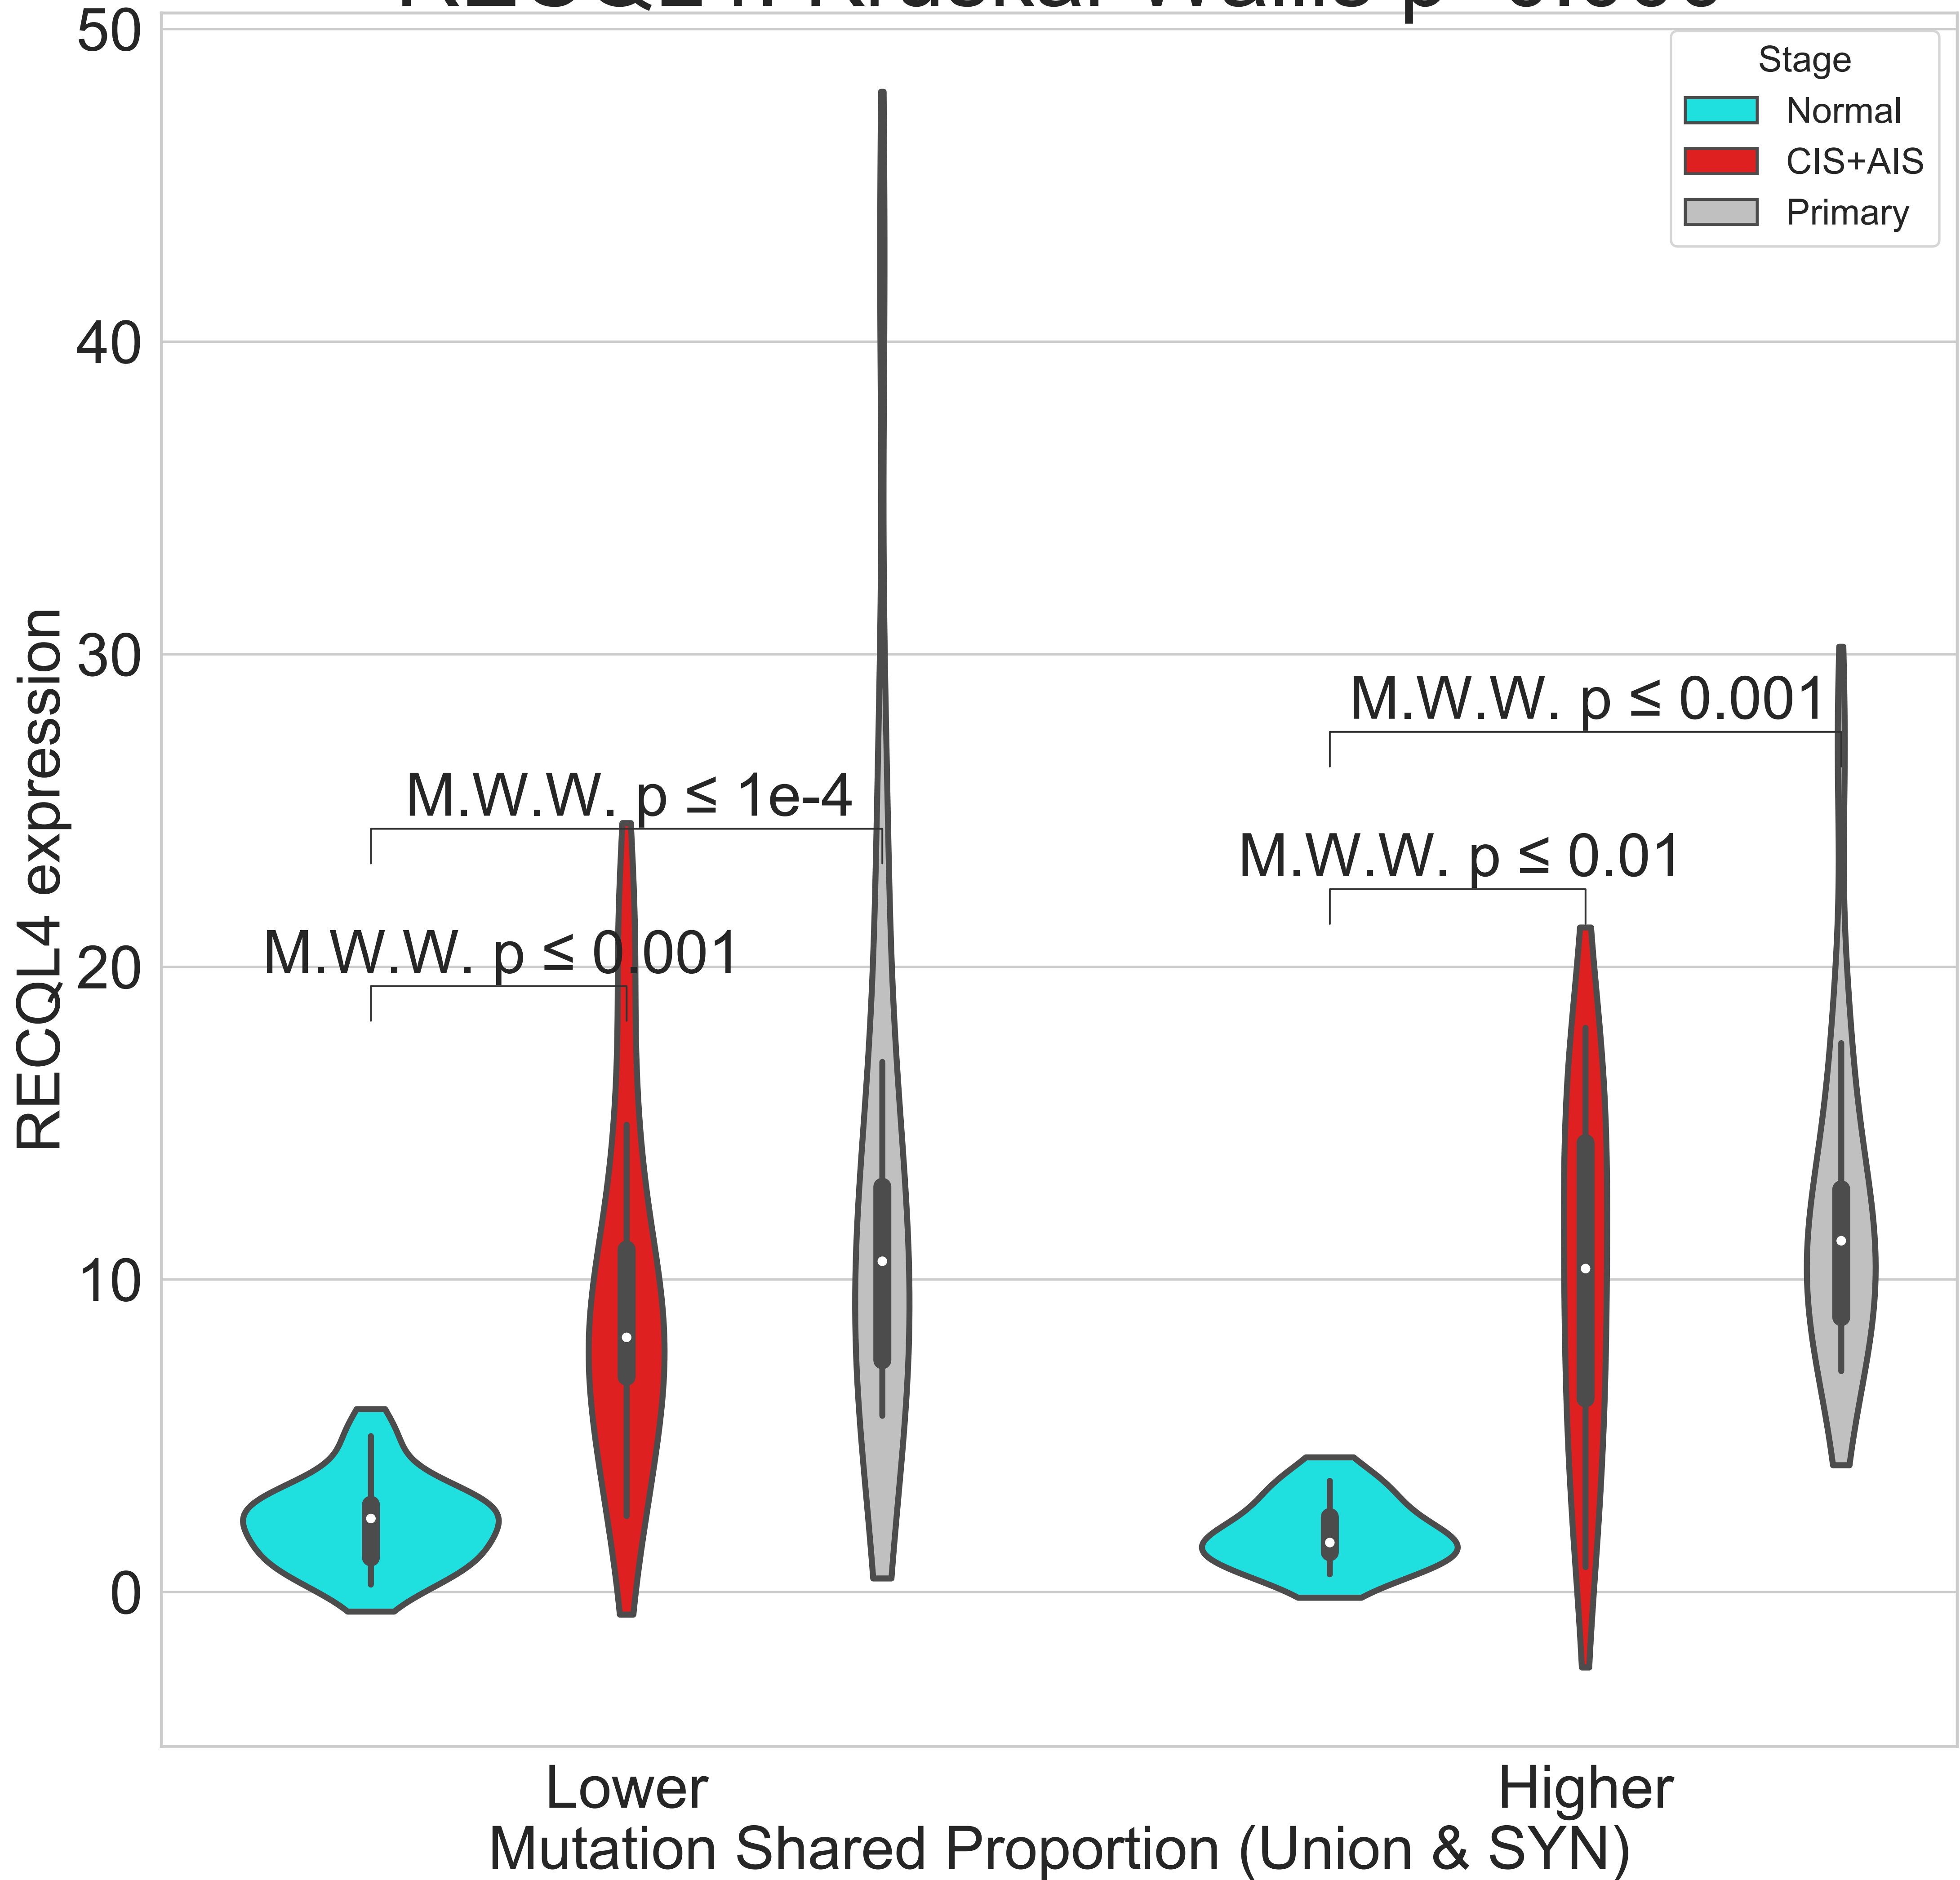 50
40
30
20
10
0
RECQL4 expression
Stage
Normal
CIS+AIS
Primary
M.W.W. p ≤ 0.001
M.W.W. p ≤ 1e-4
M.W.W. p ≤ 0.01
M.W.W. p ≤ 0.001
Lower
Higher
Mutation Shared Proportion (Union & SYN)